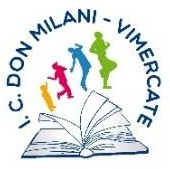 I. C. DON MILANI - VIMERCATE